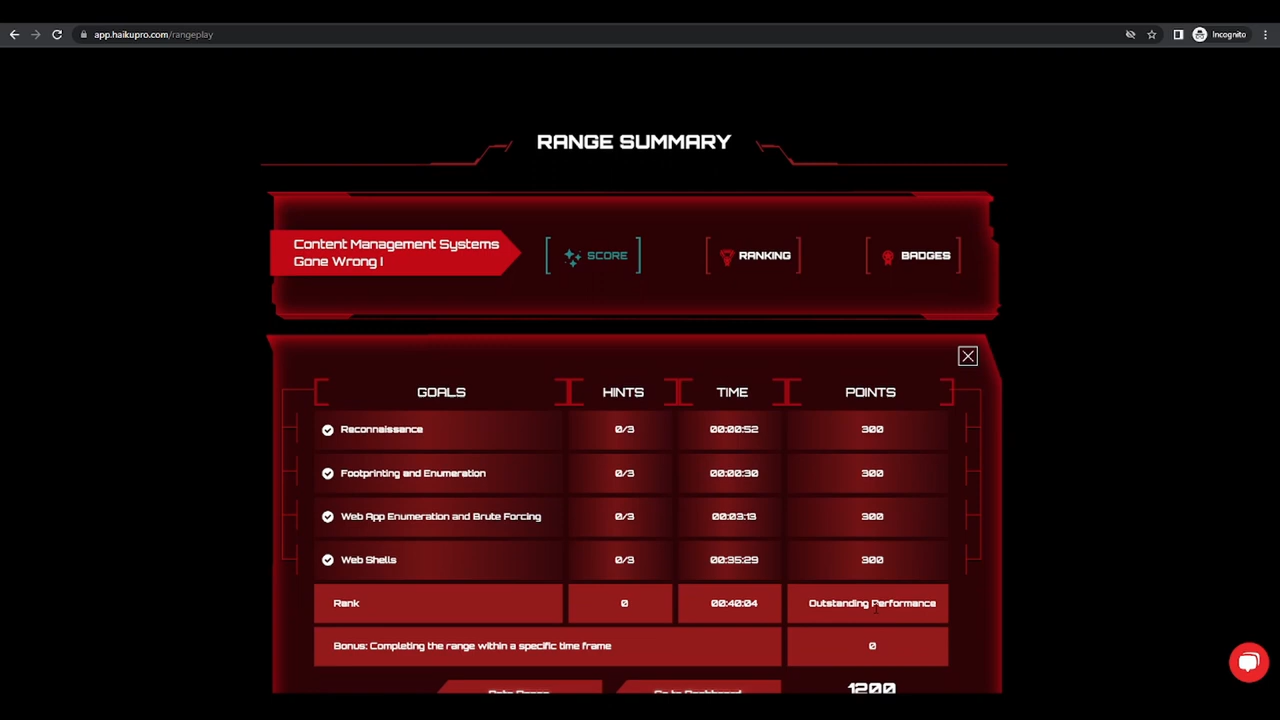 app.haikupro.com/rangeplay
Incognito
RANGE SUMMARY
Content Management Systems
Gone Wrong I
SCORE
RANKING
BADGES
GOALS HINTS TIME POINTS
Reconnaissance 0/3 00:00:52 300
Footprinting and Enumeration 0/3 00:00:30 300
Web App Enumeration and Brute Forcing 0/3 00:03:13 300
Web Shells 0/3 00:35:29 300
Rank 0 00:40:04 Outstanding Performance
Bonus: Completing the range within a specific time frame 0
Go to Dashboard 1200